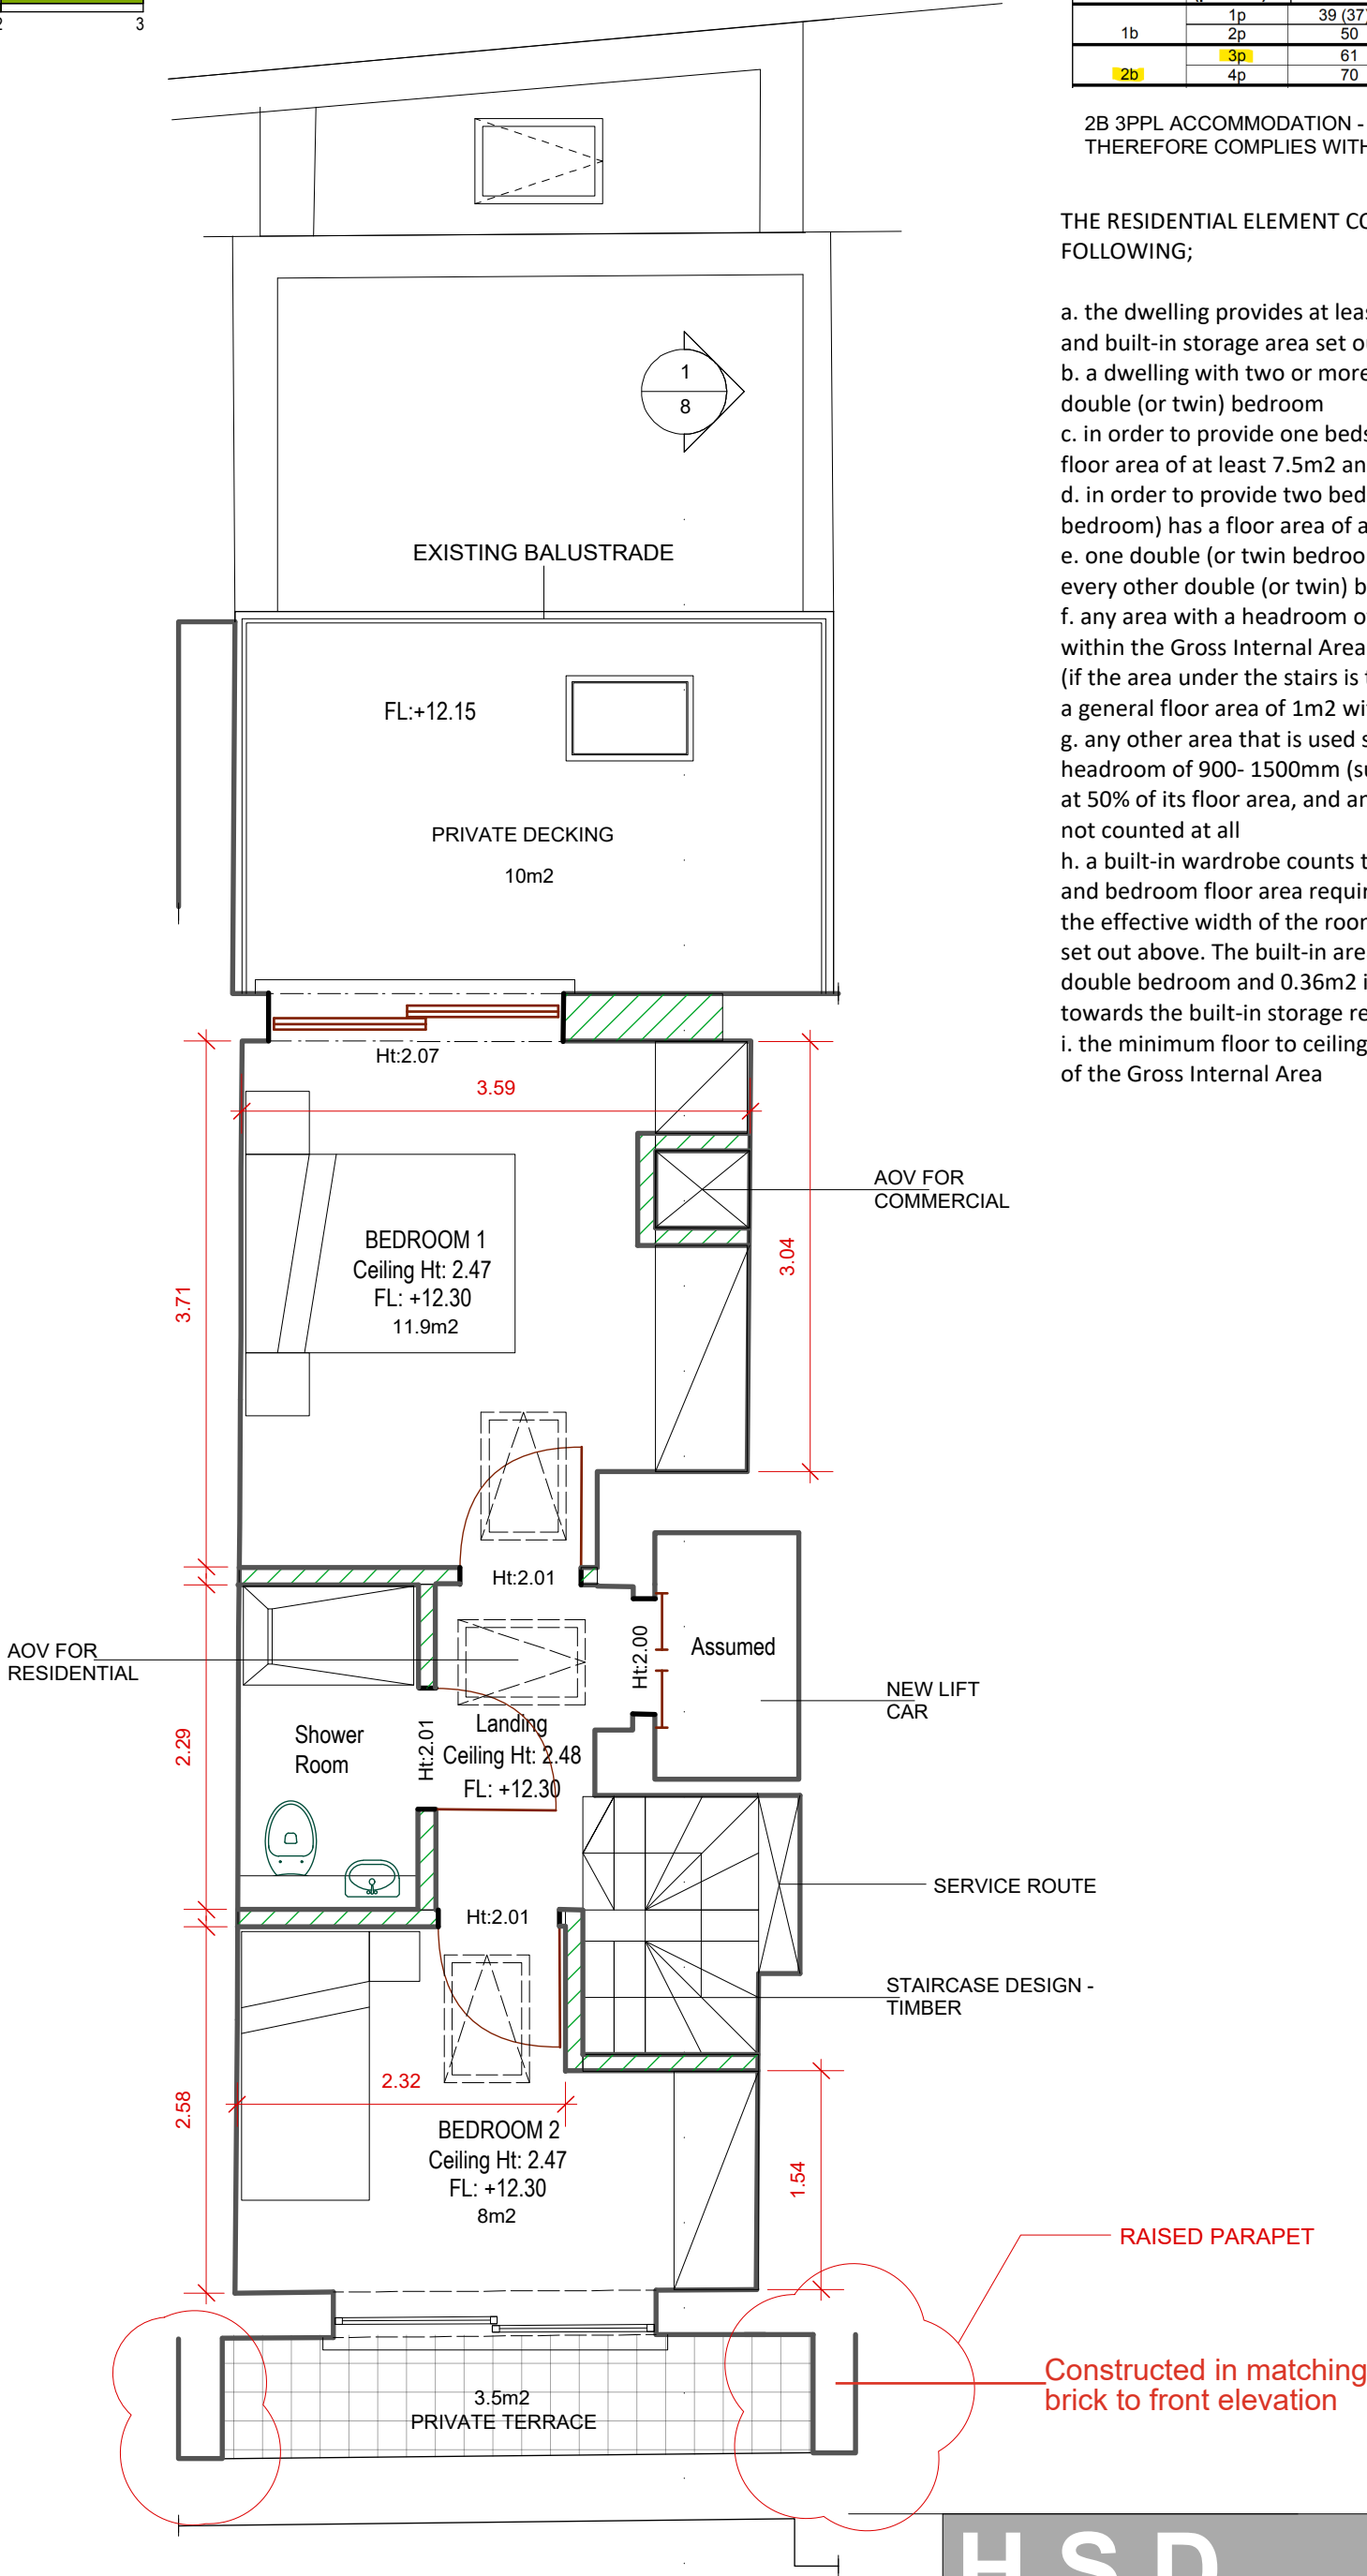 2
3
1p
39 (37)
1b
2p
50
3p
61
2b
4p
70
2B 3PPL ACCOMMODATION -
THEREFORE COMPLIES WITH
THE RESIDENTIAL ELEMENT CO
FOLLOWING;
a. the dwelling provides at leas
and built-in storage area set ou
b. a dwelling with two or more
double (or twin) bedroom
c. in order to provide one beds
floor area of at least 7.5m2 an
d. in order to provide two bed
bedroom) has a floor area of a
e. one double (or twin bedroo
every other double (or twin) b
f. any area with a headroom o
within the Gross Internal Area
(if the area under the stairs is
a general floor area of 1m2 wi
g. any other area that is used s
headroom of 900- 1500mm (su
at 50% of its floor area, and an
not counted at all
h. a built-in wardrobe counts t
and bedroom floor area requi
the effective width of the room
set out above. The built-in are
double bedroom and 0.36m2 i
towards the built-in storage re
i. the minimum floor to ceiling
of the Gross Internal Area
1
8
EXISTING BALUSTRADE
FL:+12.15
PRIVATE DECKING
10m2
Ht:2.07
3.59
AOV FOR
COMMERCIAL
BEDROOM 1
Ceiling Ht: 2.47
FL: +12.30
11.9m2
3.04
3.71
Ht:2.01
AOV FOR
RESIDENTIAL
Ht:2.00
Assumed
NEW LIFT
CAR
Shower
Room
Ht:2.01
Landing
Ceiling Ht: 2.48
FL: +12.30
2.29
SERVICE ROUTE
Ht:2.01
STAIRCASE DESIGN -
TIMBER
2.32
2.58
BEDROOM 2
Ceiling Ht: 2.47
FL: +12.30
8m2
1.54
RAISED PARAPET
Constructed in matching
brick to front elevation
3.5m2
PRIVATE TERRACE
HSD